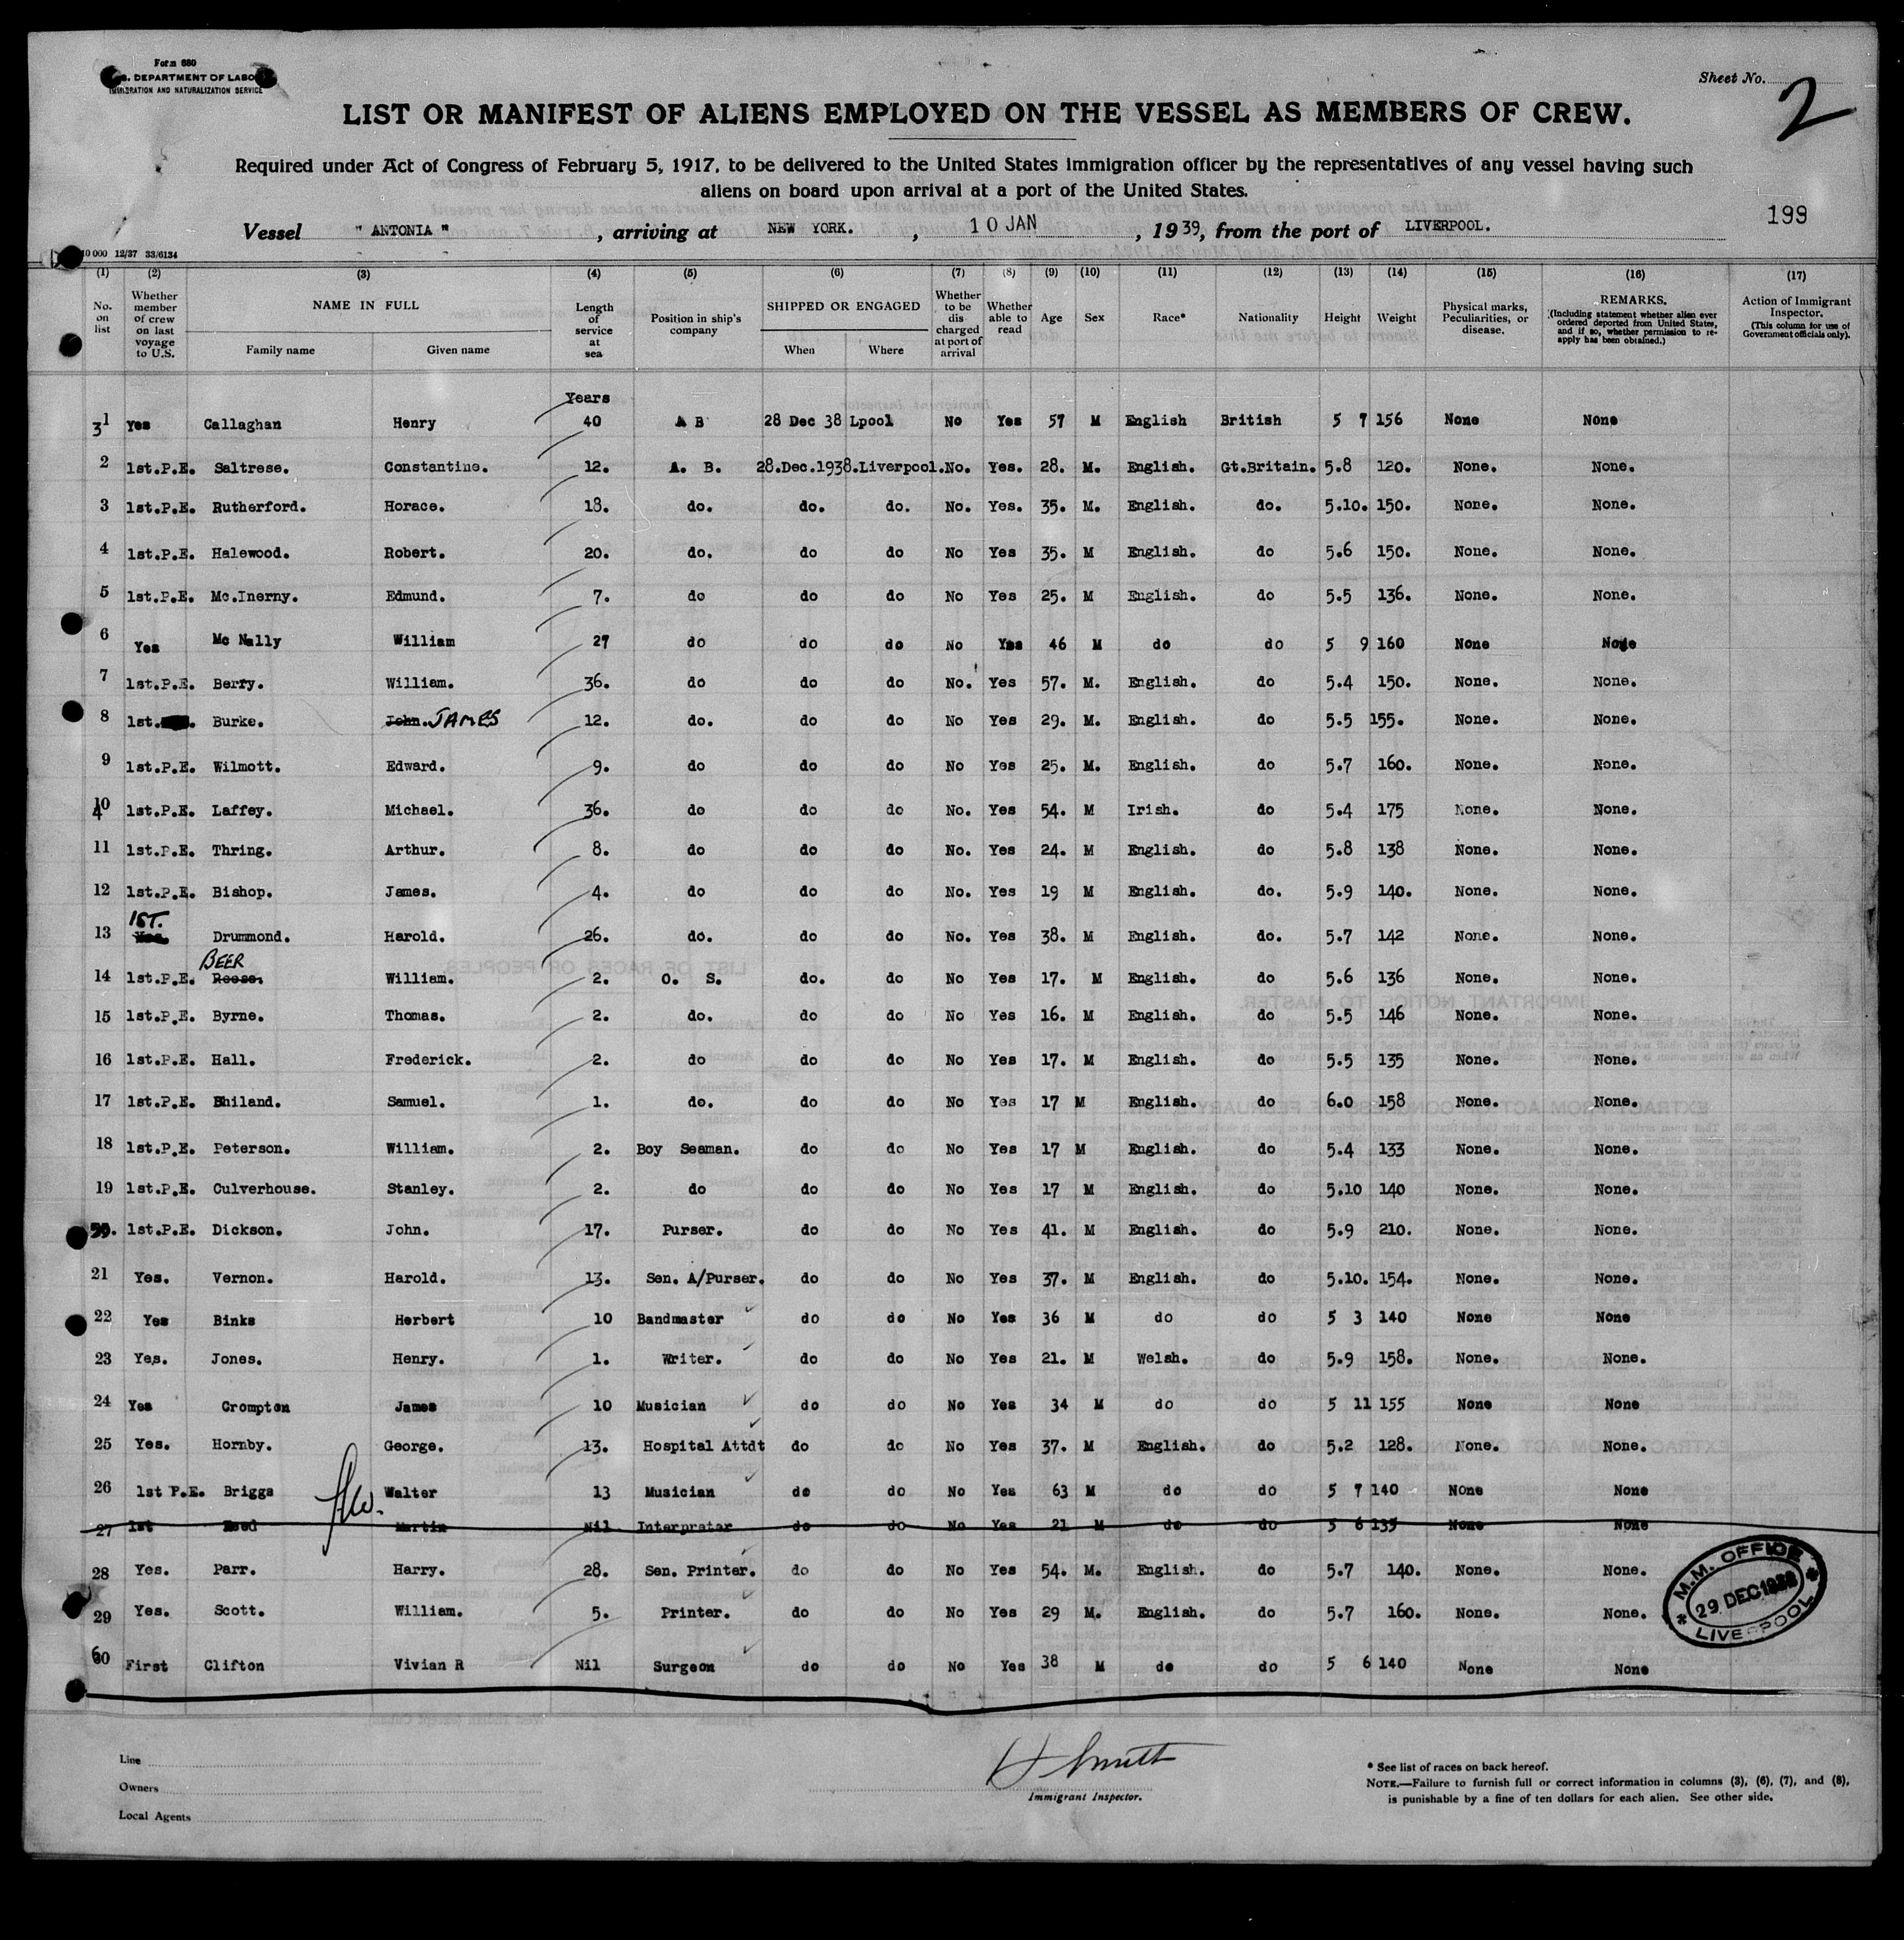 Form 680
U.S. DEPARTMENT OF LABOR
IMMIGRATION AND NATURALIZATION SERVICE
Sheet No. 2
LIST OR MANIFEST OF ALIENS EMPLOYED ON THE VESSEL AS MEMBERS OF CREW.
Required under Act of Congress of February 5, 1917, to be delivered to the United States immigration officer by the representatives of any vessel having such
aliens on board upon arrival at a port of the United States.
199
Vessel " ANTONIA ", arriving at NEW YORK. , 10 JAN , 1939, from the port of LIVERPOOL.
10 000 12/37 33/6134
(1) (2) (3) (4) (5) (6) (7) (8) (9) (10) (11) (12) (13) (14) (15) (16) (17)
No. on list Whether member of crew on last voyage to U.S. NAME IN FULL Family name Given name Length of service at sea Position in ship's company SHIPPED OR ENGAGED When Where Whether to be dis charged at port of arrival Whether able to read Age Sex Race* Nationality Height Weight Physical marks, Peculiarities, or disease. REMARKS. (Including statement whether alien ever ordered deported from United States, and if so, whether permission to re-apply has been obtained.) Action of Immigrant Inspector. (This column for use of Government officials only).
Years
31 Yes Callaghan Henry 40 A B 28 Dec 38 Lpool No Yes 57 M English British 5 7 156 None None
2 1st.P.E. Saltrese. Constantine. 12. A. B. 28.Dec.1938.Liverpool. No. Yes. 28. M. English. Gt.Britain. 5.8 120. None. None.
3 1st.P.E. Rutherford. Horace. 18. do. do. do. No. Yes. 35. M. English. do. 5.10. 150. None. None.
4 1st.P.E. Halewood. Robert. 20. do. do do No Yes 35. M English. do 5.6 150. None. None.
5 1st.P.E. Mc.Inerny. Edmund. 7. do do do No Yes 25. M English. do 5.5 136. None. None.
6 Yes Mc Nally William 27 do do do No Yes 46 M do do 5 9 160 None None
7 1st.P.E. Berry. William. 36. do do do No. Yes 57. M. English. do 5.4 150. None. None.
8 1st. Burke. John. JAMES 12. do. do do No Yes 29. M. English. do 5.5 155. None. None.
9 1st.P.E. Wilmott. Edward. 9. do do do No Yes 25. M. English. do 5.7 160. None. None.
10 4 1st.P.E. Laffey. Michael. 36. do do do No. Yes 54. M Irish. do 5.4 175 None. None.
11 1st.P.E. Thring. Arthur. 8. do do do No. Yes 24. M English. do 5.8 138 None. None.
12 1st.P.E. Bishop. James. 4. do do do No. Yes 19 M English. do. 5.9 140. None. None.
13 1ST. Yes. Drummond. Harold. 26. do. do do No. Yes 38. M English. do. 5.7 142 None. None.
BEER
14 1st.P.E. William. 2. O. S. do. do No Yes 17. M English. do 5.6 136 None. None.
15 1st.P.E. Byrne. Thomas. 2. do. do do No Yes 16. M English. do 5.5 146 None. None.
16 1st.P.E. Hall. Frederick. 2. do do do No Yes 17. M English. do 5.5 135 None. None.
17 1st.P.E. Bhiland. Samuel. 1. do. do do No Yes 17 M English. do 6.0 158 None. None.
18 1st.P.E. Peterson. William. 2. Boy Seaman. do do No Yes 17 M English. do 5.4 133 None. None.
19 1st.P.E. Culverhouse. Stanley. 2. do do do No Yes 17 M English. do 5.10 140 None. None.
50. 1st.P.E. Dickson. John. 17. Purser. do do No Yes 41. M English. do 5.9 210. None. None.
21 Yes. Vernon. Harold. 13. Sen. A/Purser. do do No Yes 37. M English. do 5.10. 154. None. None.
22 Yes Binks Herbert 10 Bandmaster do do No Yes 36 M do do 5 3 140 None None
23 Yes. Jones. Henry. 1. Writer. do do No Yes 21. M Welsh. do 5.9 158. None. None.
24 Yes Crompton James 10 Musician do do No Yes 34 M do do 5 11 155 None None
25 Yes. Hornby. George. 13. Hospital Attdt do do No Yes 37. M English. do 5.2 128. None. None.
26 1st P.E. Briggs Walter 13 Musician do do No Yes 63 M do do 5 7 140 None None
27 1st Reed Martin Nil Interpreter do do No Yes 21 M do do 5 6 135 None None
28 Yes. Parr. Harry. 28. Sen. Printer. do do No Yes 54. M. English. do 5.7 140. None. None.
29 Yes. Scott. William. 5. Printer. do do No Yes 29 M. English. do 5.7 160. None. None.
60 First Clifton Vivian R Nil Surgeon do do No Yes 38 M do do 5 6 140 None None
M.M. OFFICE
29 DEC 1938
LIVERPOOL
Line
Owners
Local Agents
H Smith
Immigrant Inspector.
* See list of races on back hereof.
NOTE.—Failure to furnish full or correct information in columns (3), (6), (7), and (8),
is punishable by a fine of ten dollars for each alien. See other side.